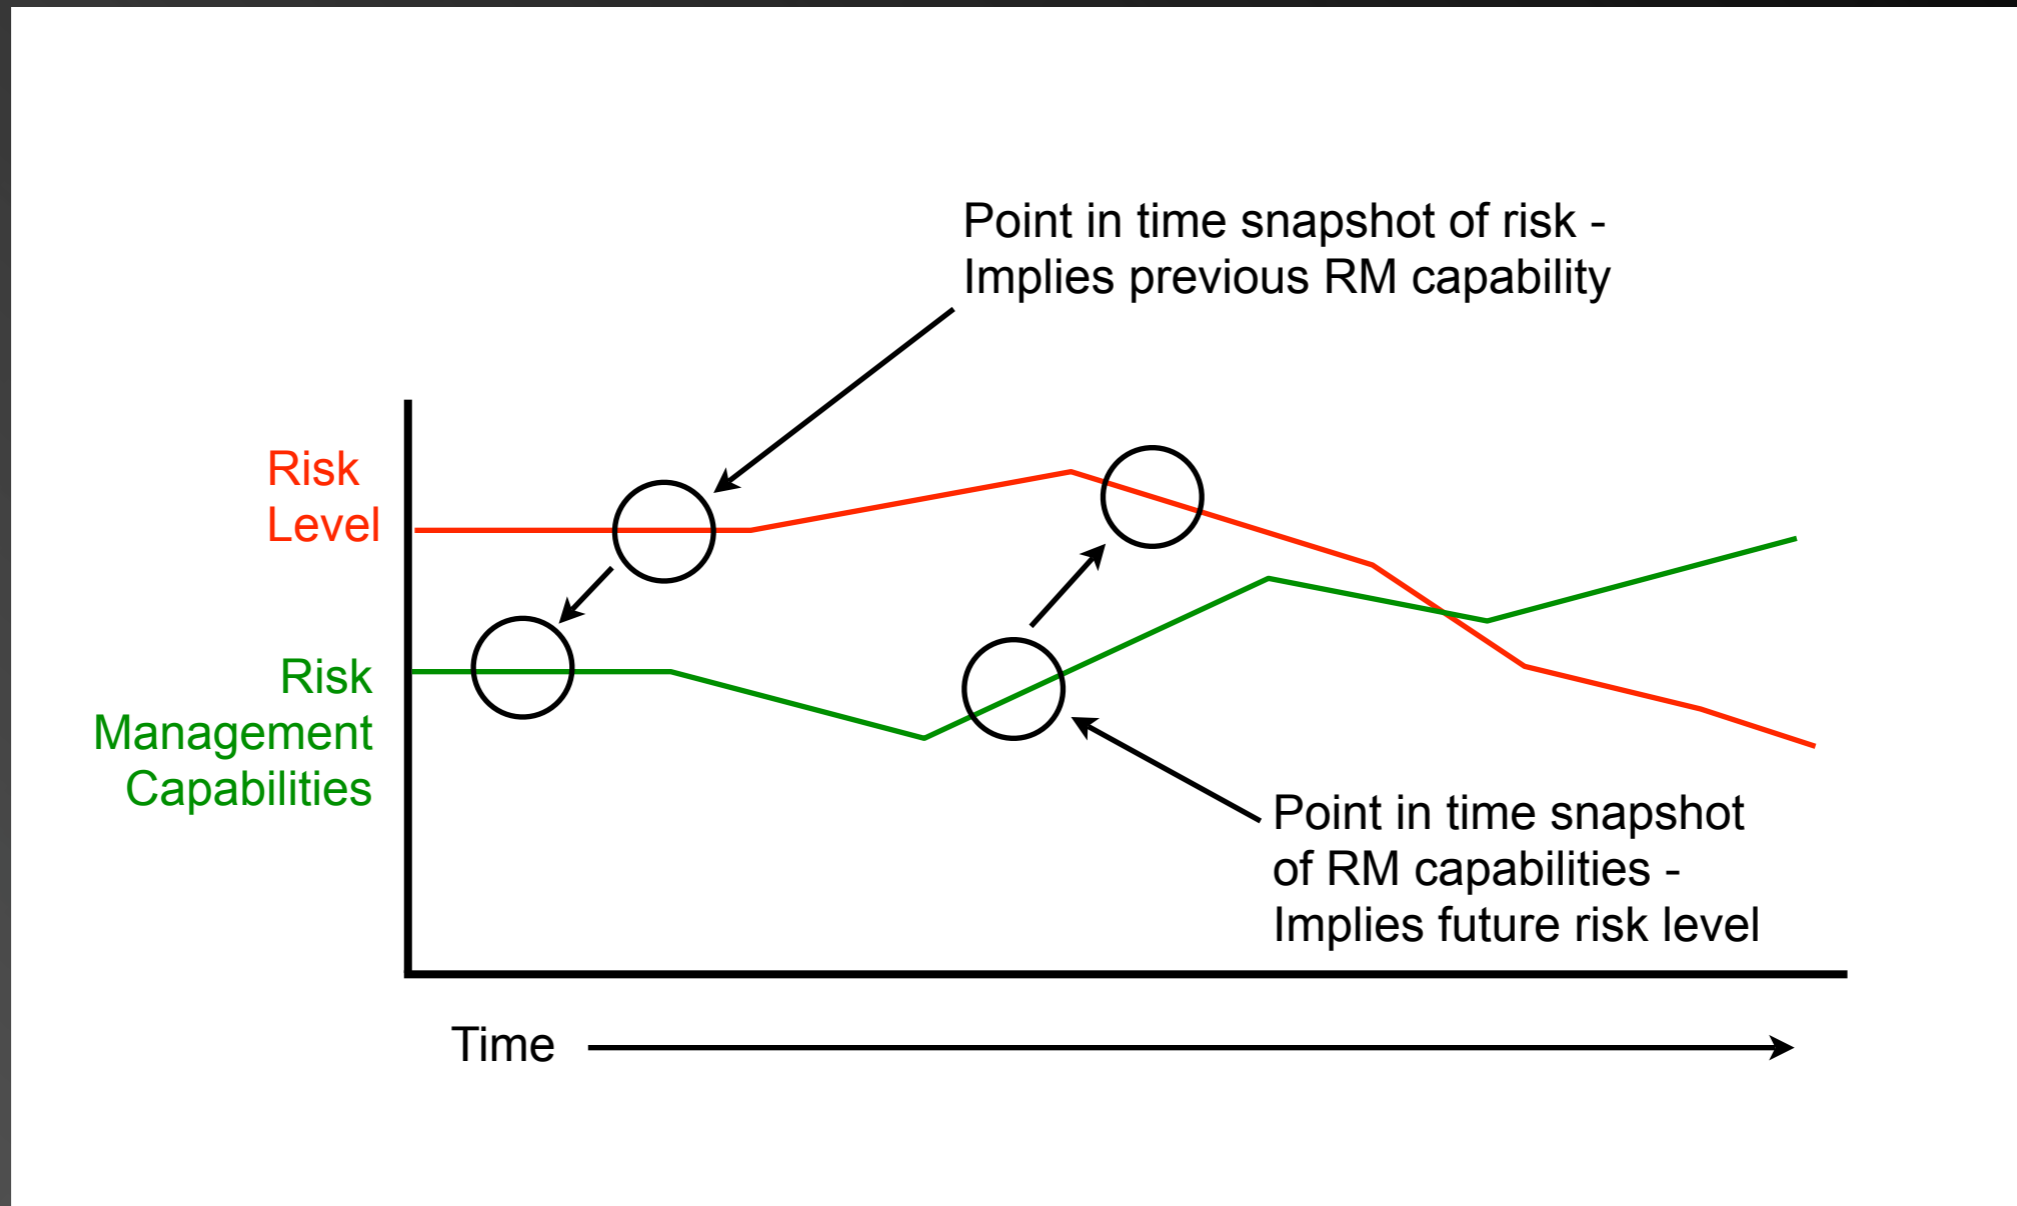 Point in time snapshot of risk -
Implies previous RM capability
Risk
Level
Risk
Management
Capabilities
Point in time snapshot
of RM capabilities -
Implies future risk level
Time